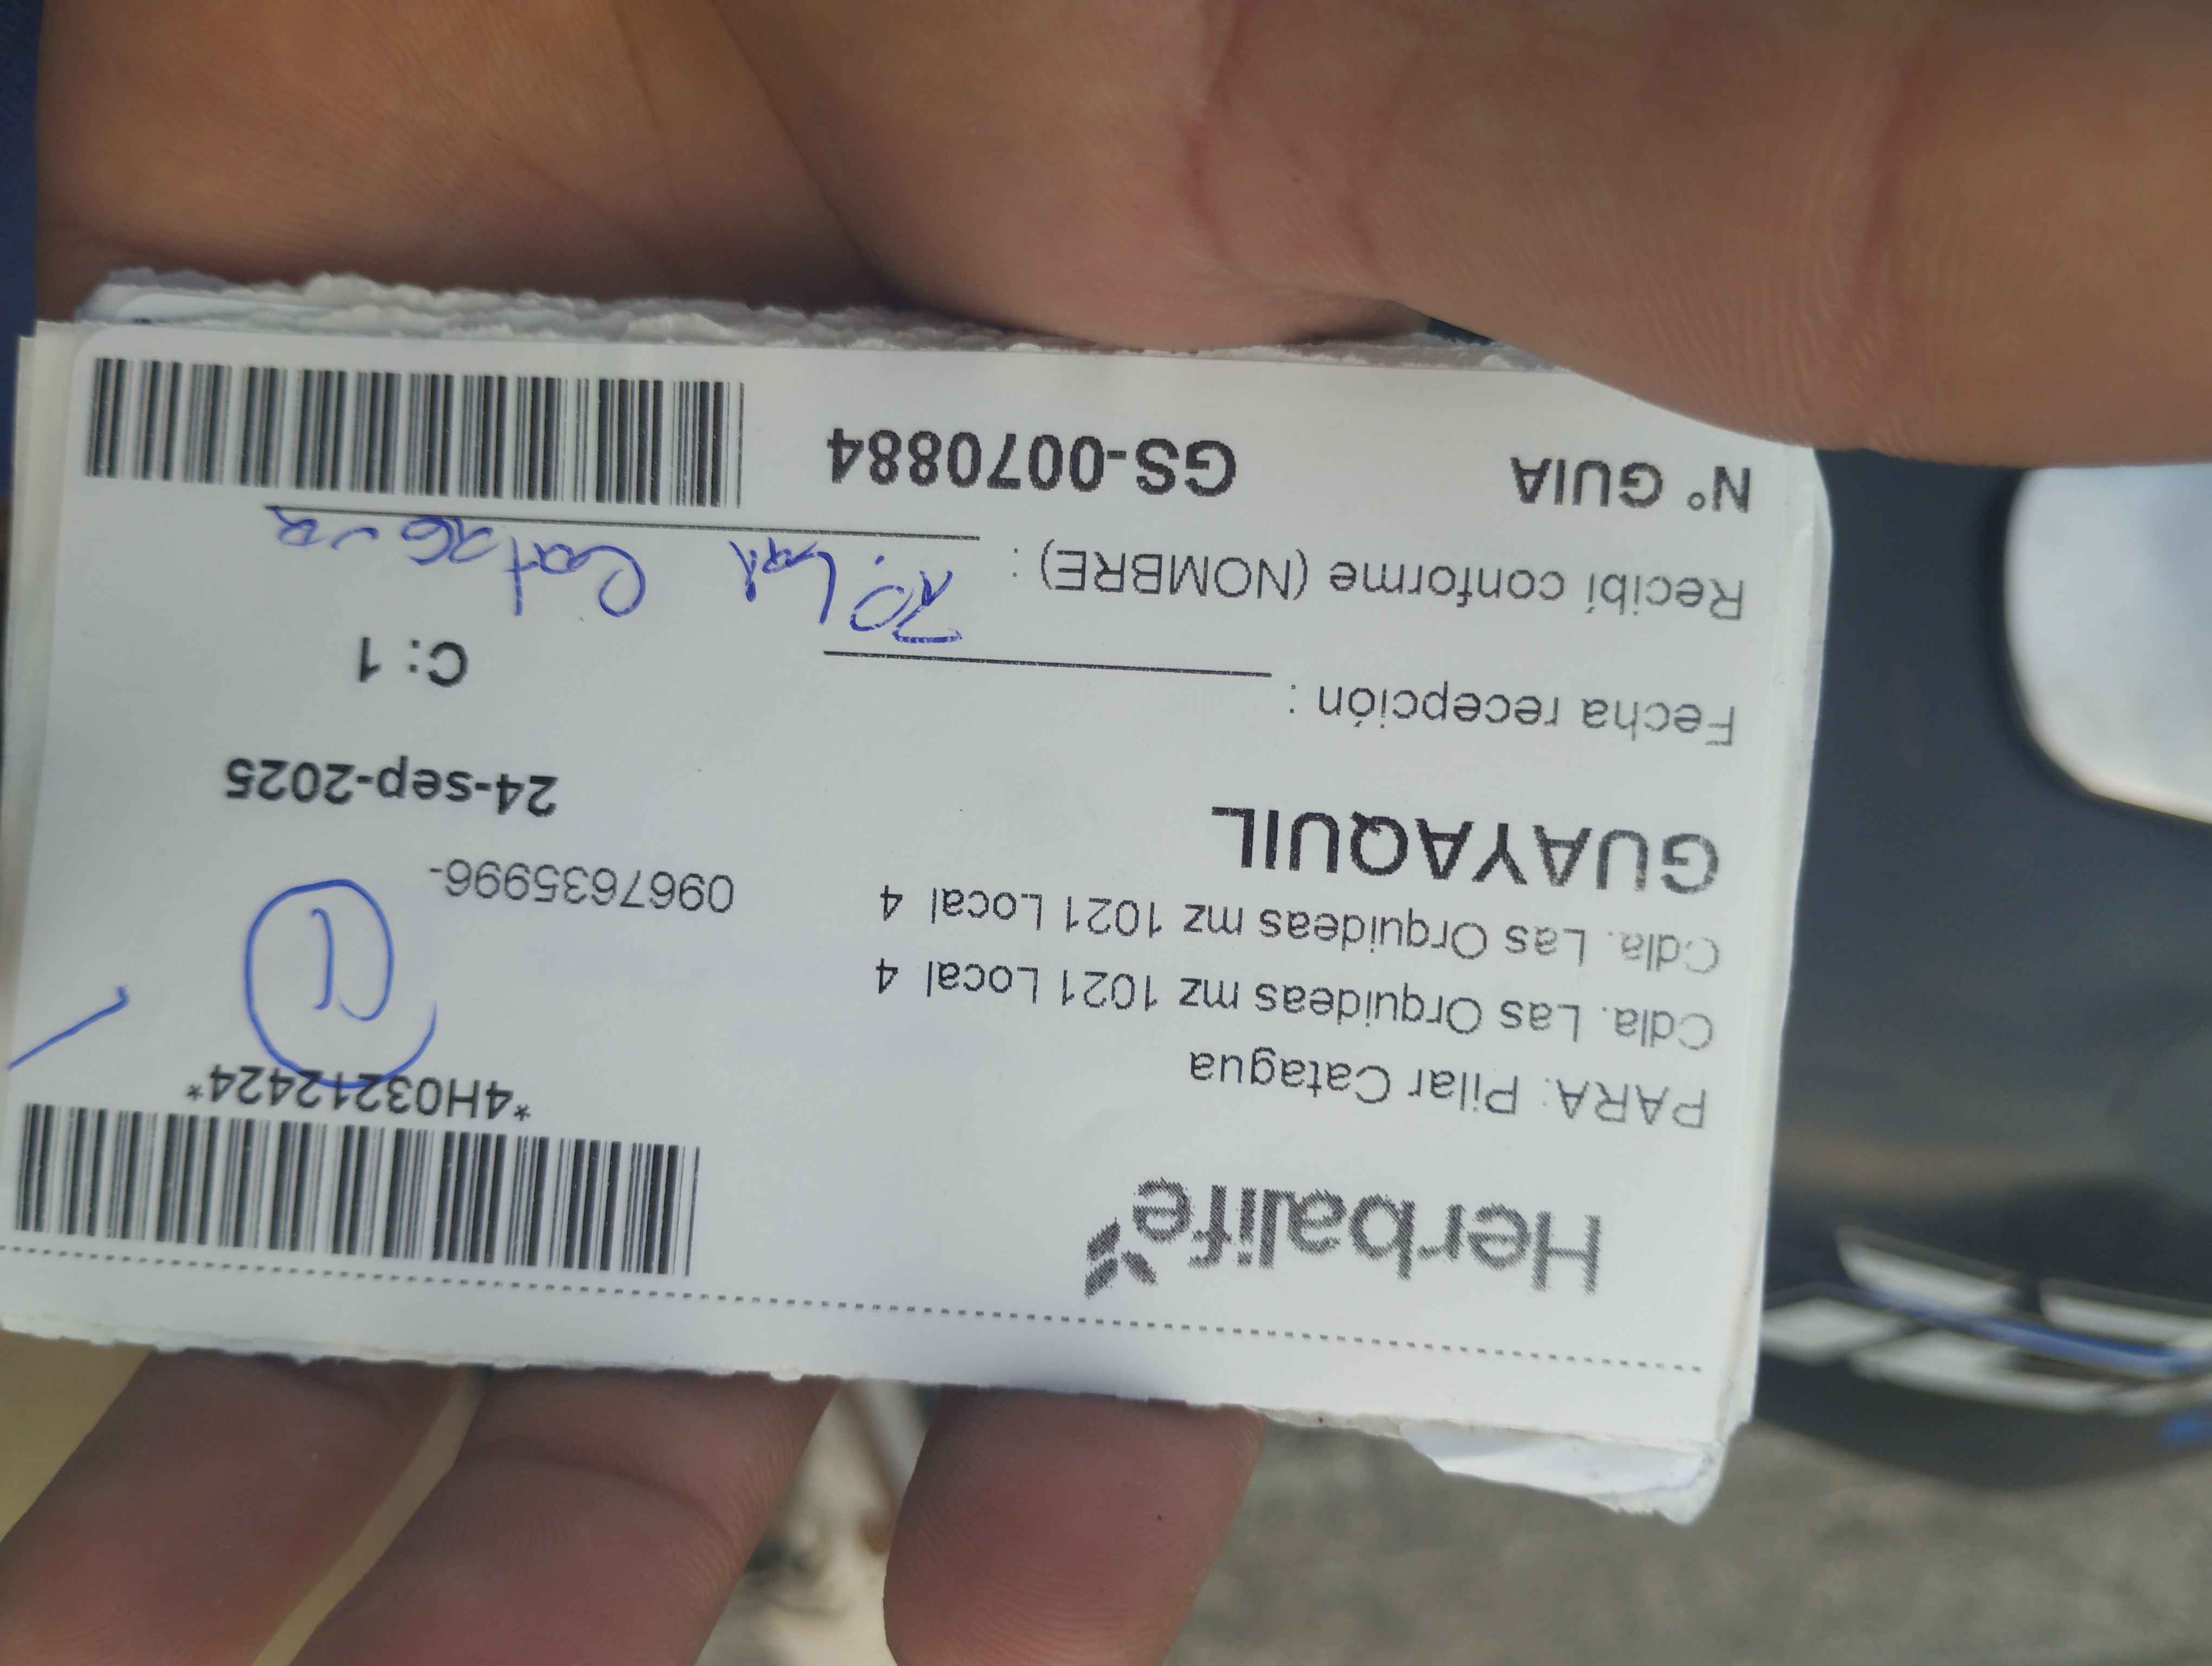 Herbalife
*4H03212424*
PARA: Pilar Catagua
Cdla. Las Orquideas mz 1021 Local 4
1
Cdla. Las Orquideas mz 1021 Local 4
0967635996-
GUAYAQUIL
24-sep-2025
Fecha recepción :
C: 1
Recibí conforme (NOMBRE) :
N° GUIA
GS-0070884